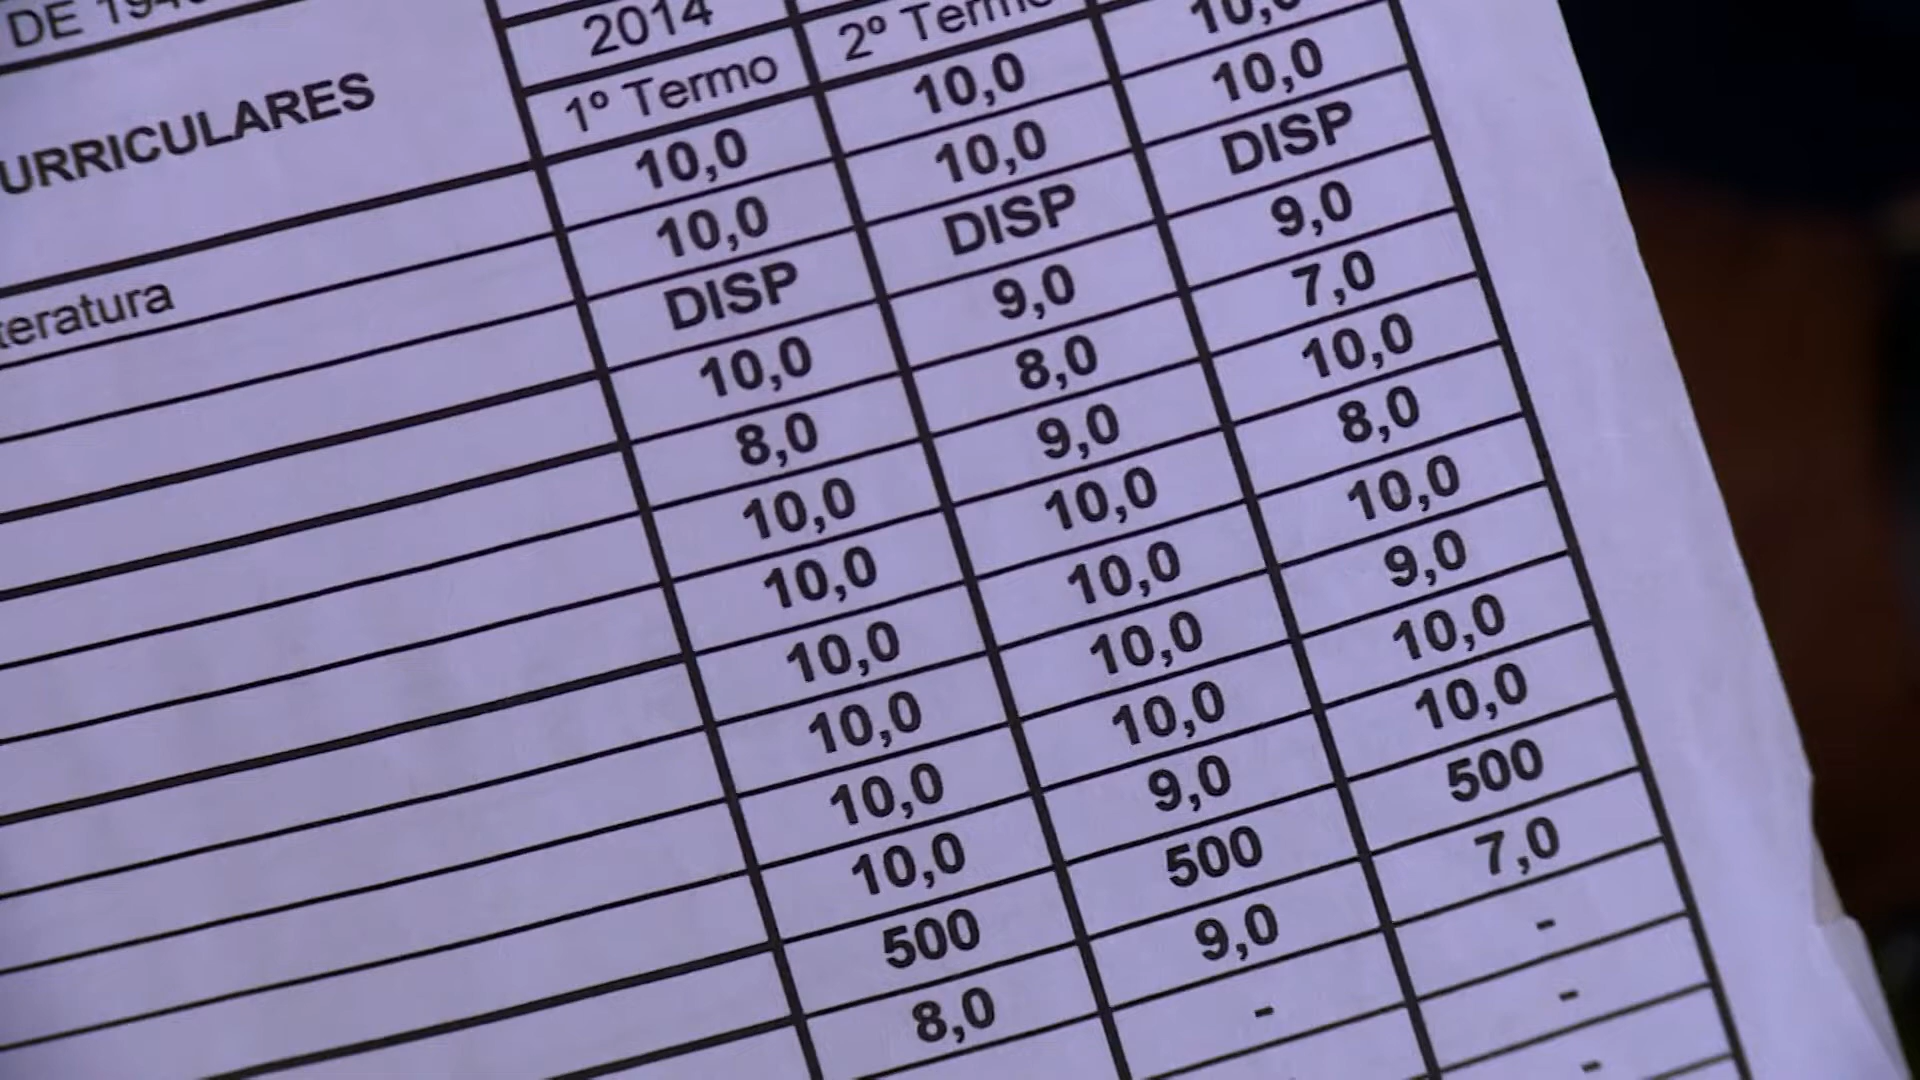 DE 194
URRICULARES
2014
1º Termo 2º Termo
10,0 10,0 10,0
teratura 10,0 10,0 10,0
DISP DISP DISP
10,0 9,0 9,0
8,0 8,0 7,0
10,0 9,0 10,0
10,0 10,0 8,0
10,0 10,0 10,0
10,0 10,0 9,0
10,0 10,0 10,0
10,0 9,0 10,0
500 500 500
8,0 9,0 7,0
- -
-
-